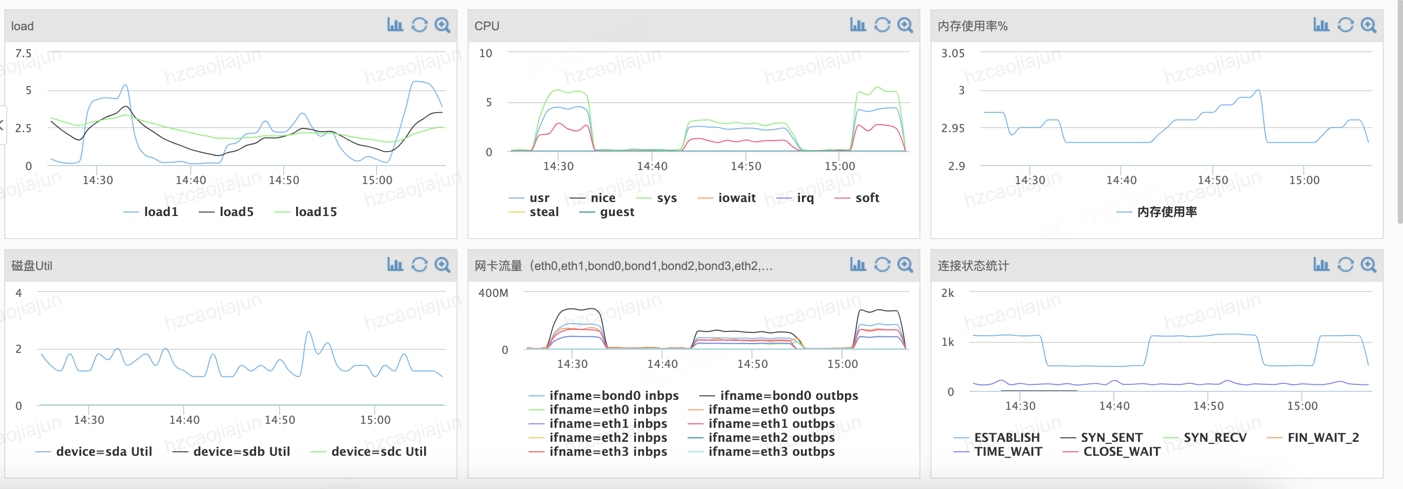 load
7.5
5
2.5
0
14:30 14:40 14:50 15:00
load1 load5 load15
CPU
10
5
0
14:30 14:40 14:50 15:00
usr nice sys iowait irq soft
steal guest
内存使用率%
3.05
3
2.95
2.9
14:30 14:40 14:50 15:00
内存使用率
磁盘Util
4
2
0
14:30 14:40 14:50 15:00
device=sda Util device=sdb Util device=sdc Util
网卡流量（eth0,eth1,bond0,bond1,bond2,bond3,eth2,...
400M
0
14:30 14:40 14:50 15:00
ifname=bond0 inbps ifname=bond0 outbps
ifname=eth0 inbps ifname=eth0 outbps
ifname=eth1 inbps ifname=eth1 outbps
ifname=eth2 inbps ifname=eth2 outbps
ifname=eth3 inbps ifname=eth3 outbps
连接状态统计
2k
1k
0
14:30 14:40 14:50 15:00
ESTABLISH SYN_SENT SYN_RECV FIN_WAIT_2
TIME_WAIT CLOSE_WAIT
hzcaojiajun